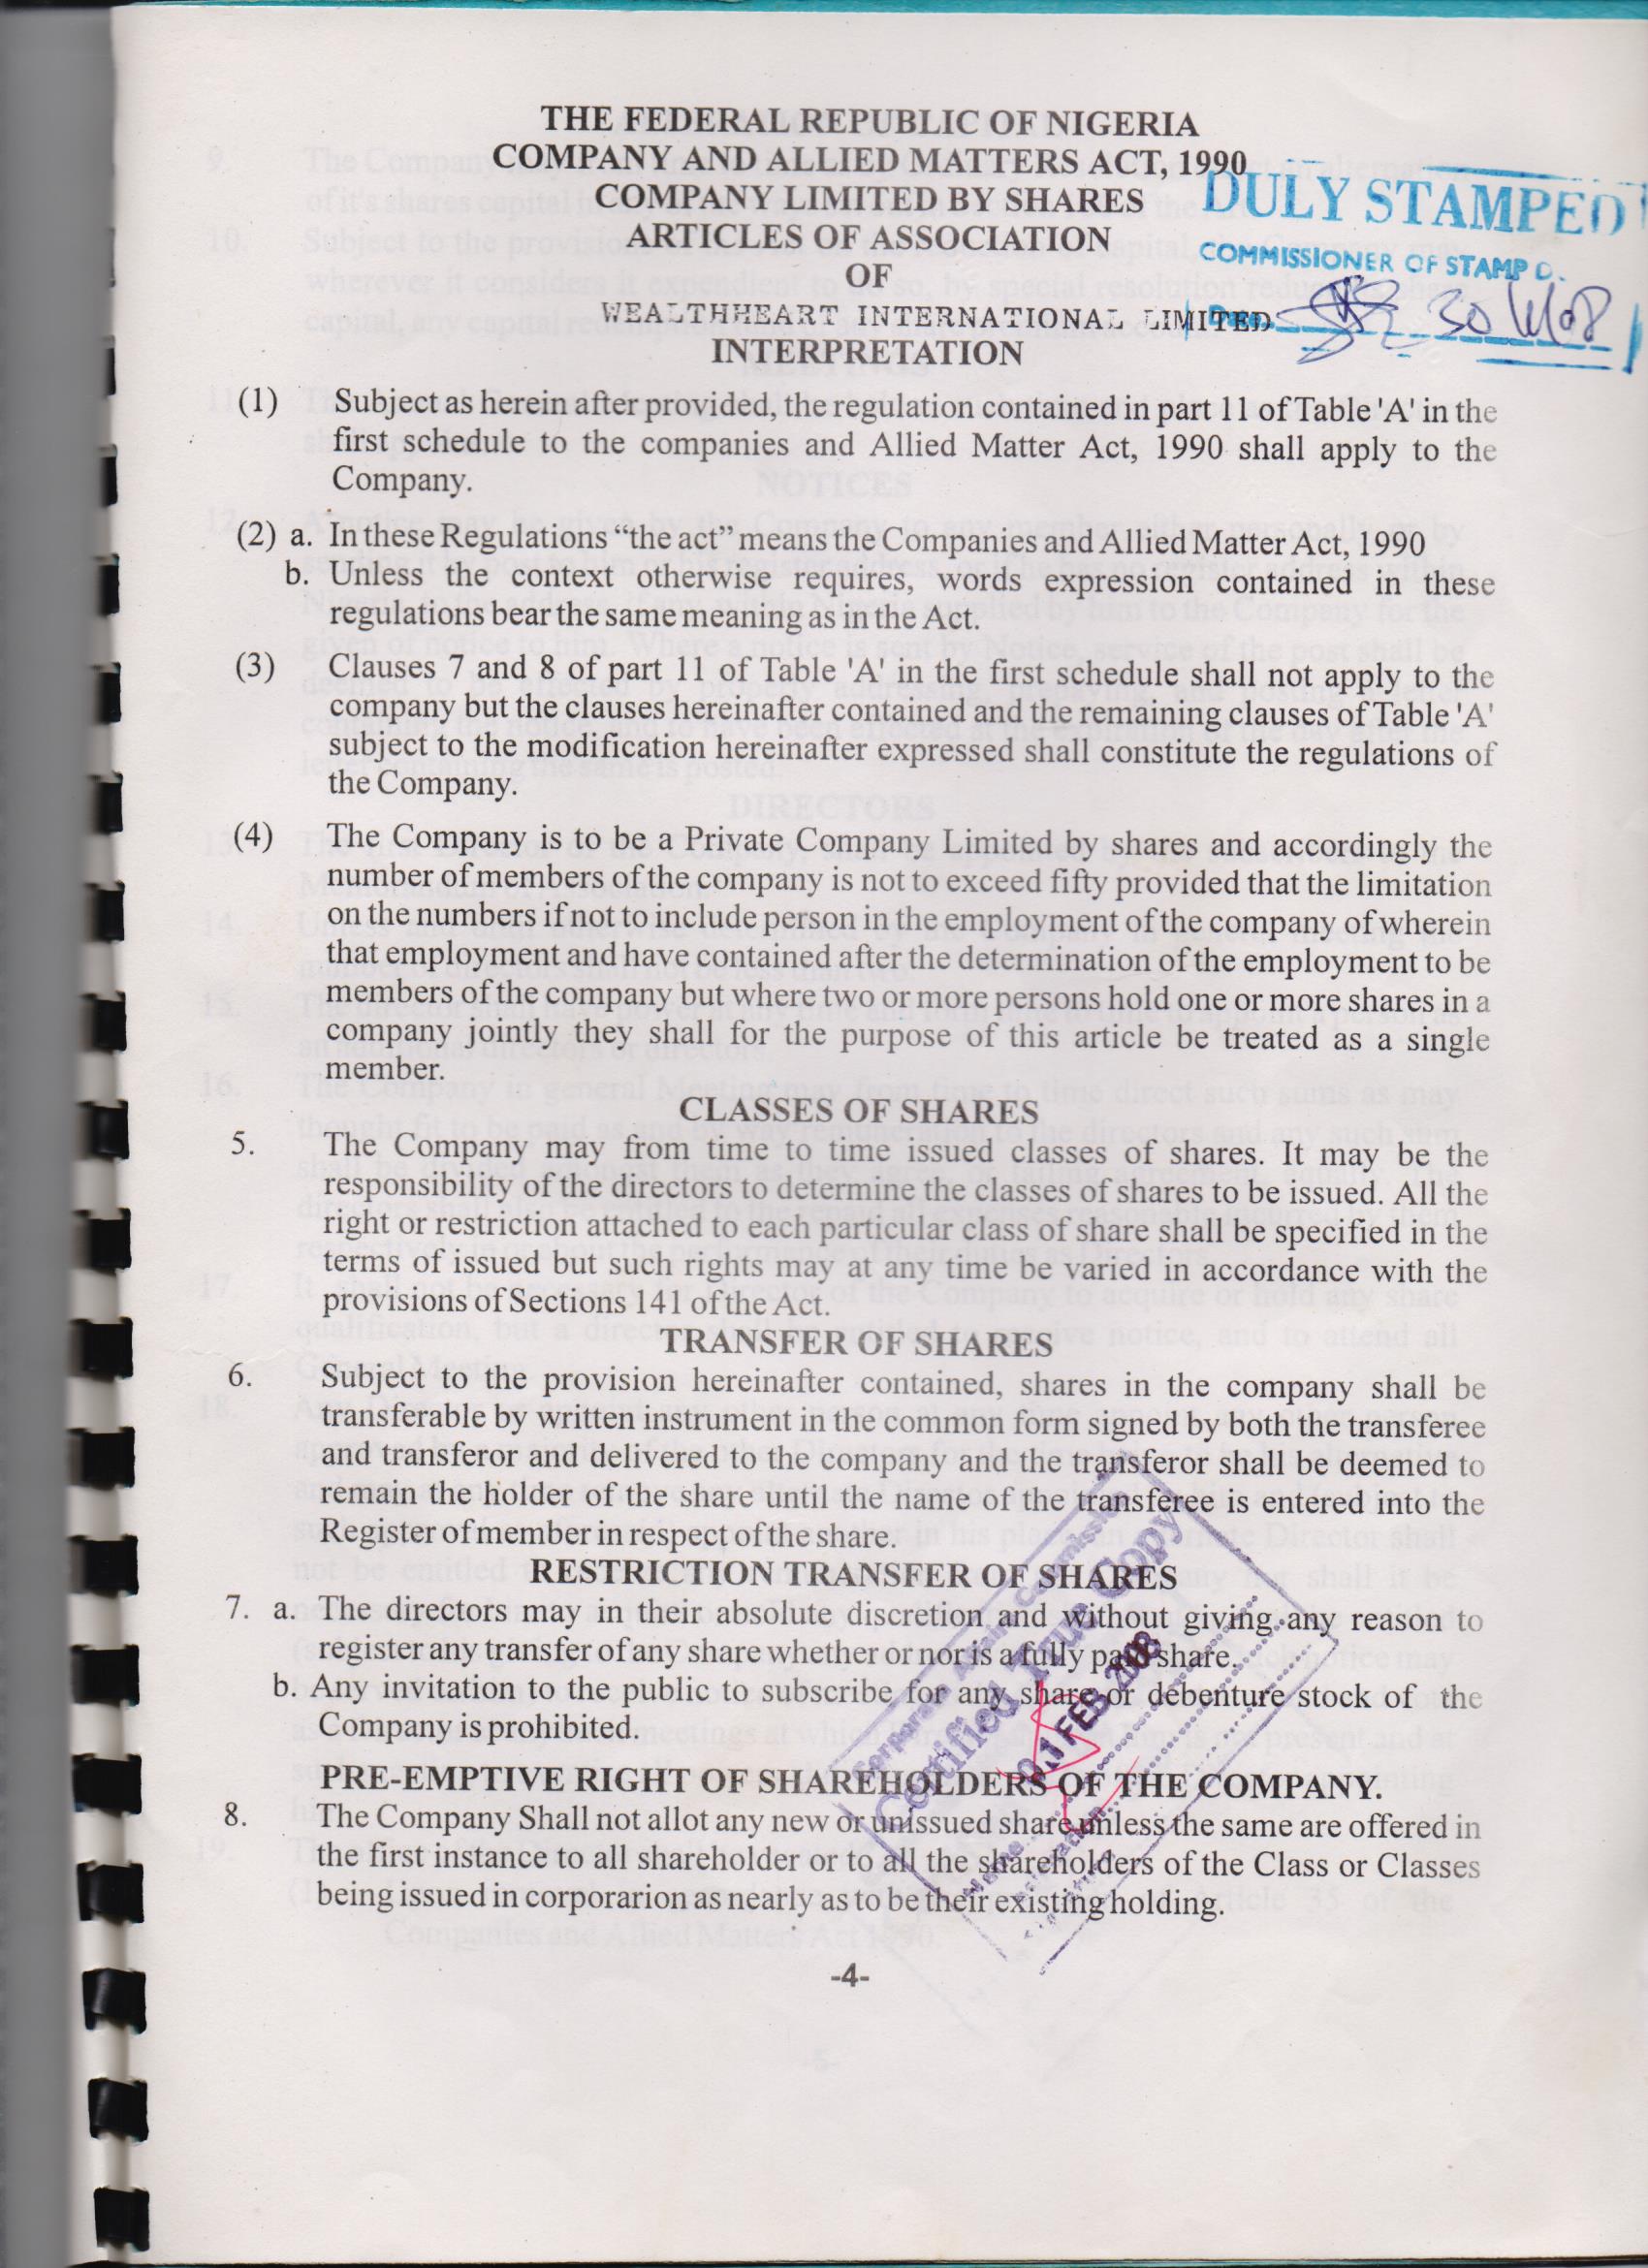 THE FEDERAL REPUBLIC OF NIGERIA
COMPANY AND ALLIED MATTERS ACT, 1990
COMPANY LIMITED BY SHARES
ARTICLES OF ASSOCIATION
OF
WEALTHHEART INTERNATIONAL LIMITED
INTERPRETATION
DULY STAMPED
COMMISSIONER OF STAMP D.
30
(1) Subject as herein after provided, the regulation contained in part 11 of Table 'A' in the
first schedule to the companies and Allied Matter Act, 1990 shall apply to the
Company.
(2) a. In these Regulations “the act” means the Companies and Allied Matter Act, 1990
b. Unless the context otherwise requires, words expression contained in these
regulations bear the same meaning as in the Act.
(3) Clauses 7 and 8 of part 11 of Table 'A' in the first schedule shall not apply to the
company but the clauses hereinafter contained and the remaining clauses of Table 'A'
subject to the modification hereinafter expressed shall constitute the regulations of
the Company.
(4) The Company is to be a Private Company Limited by shares and accordingly the
number of members of the company is not to exceed fifty provided that the limitation
on the numbers if not to include person in the employment of the company of wherein
that employment and have contained after the determination of the employment to be
members of the company but where two or more persons hold one or more shares in a
company jointly they shall for the purpose of this article be treated as a single
member.
CLASSES OF SHARES
5. The Company may from time to time issued classes of shares. It may be the
responsibility of the directors to determine the classes of shares to be issued. All the
right or restriction attached to each particular class of share shall be specified in the
terms of issued but such rights may at any time be varied in accordance with the
provisions of Sections 141 of the Act.
TRANSFER OF SHARES
6. Subject to the provision hereinafter contained, shares in the company shall be
transferable by written instrument in the common form signed by both the transferee
and transferor and delivered to the company and the transferor shall be deemed to
remain the holder of the share until the name of the transferee is entered into the
Register of member in respect of the share.
RESTRICTION TRANSFER OF SHARES
7. a. The directors may in their absolute discretion and without giving any reason to
register any transfer of any share whether or nor is a fully paid share.
b. Any invitation to the public to subscribe for any share or debenture stock of the
Company is prohibited.
PRE-EMPTIVE RIGHT OF SHAREHOLDERS OF THE COMPANY.
8. The Company Shall not allot any new or unissued share unless the same are offered in
the first instance to all shareholder or to all the shareholders of the Class or Classes
being issued in corporarion as nearly as to be their existing holding.
Corporate Affairs Commission
Certified True Copy
01 FEB 2008
Name
-4-